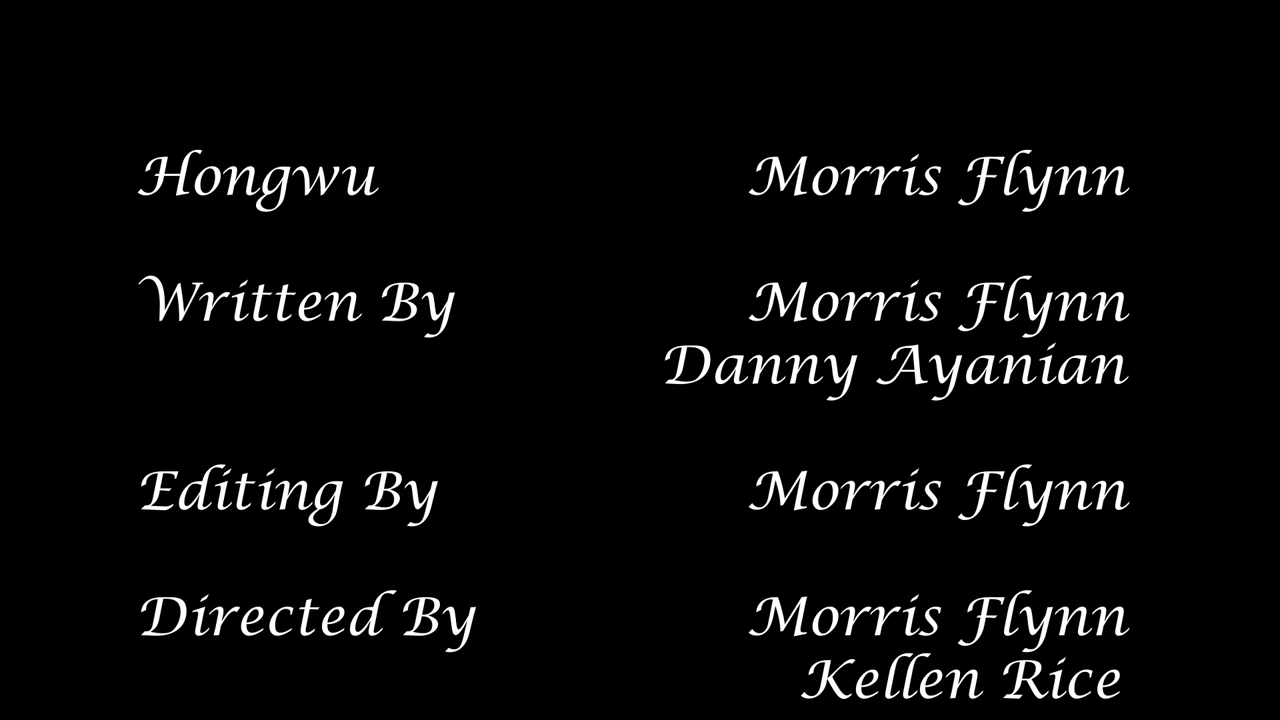 Hongwu Morris Flynn
Written By Morris Flynn
Danny Ayanian
Editing By Morris Flynn
Directed By Morris Flynn
Kellen Rice